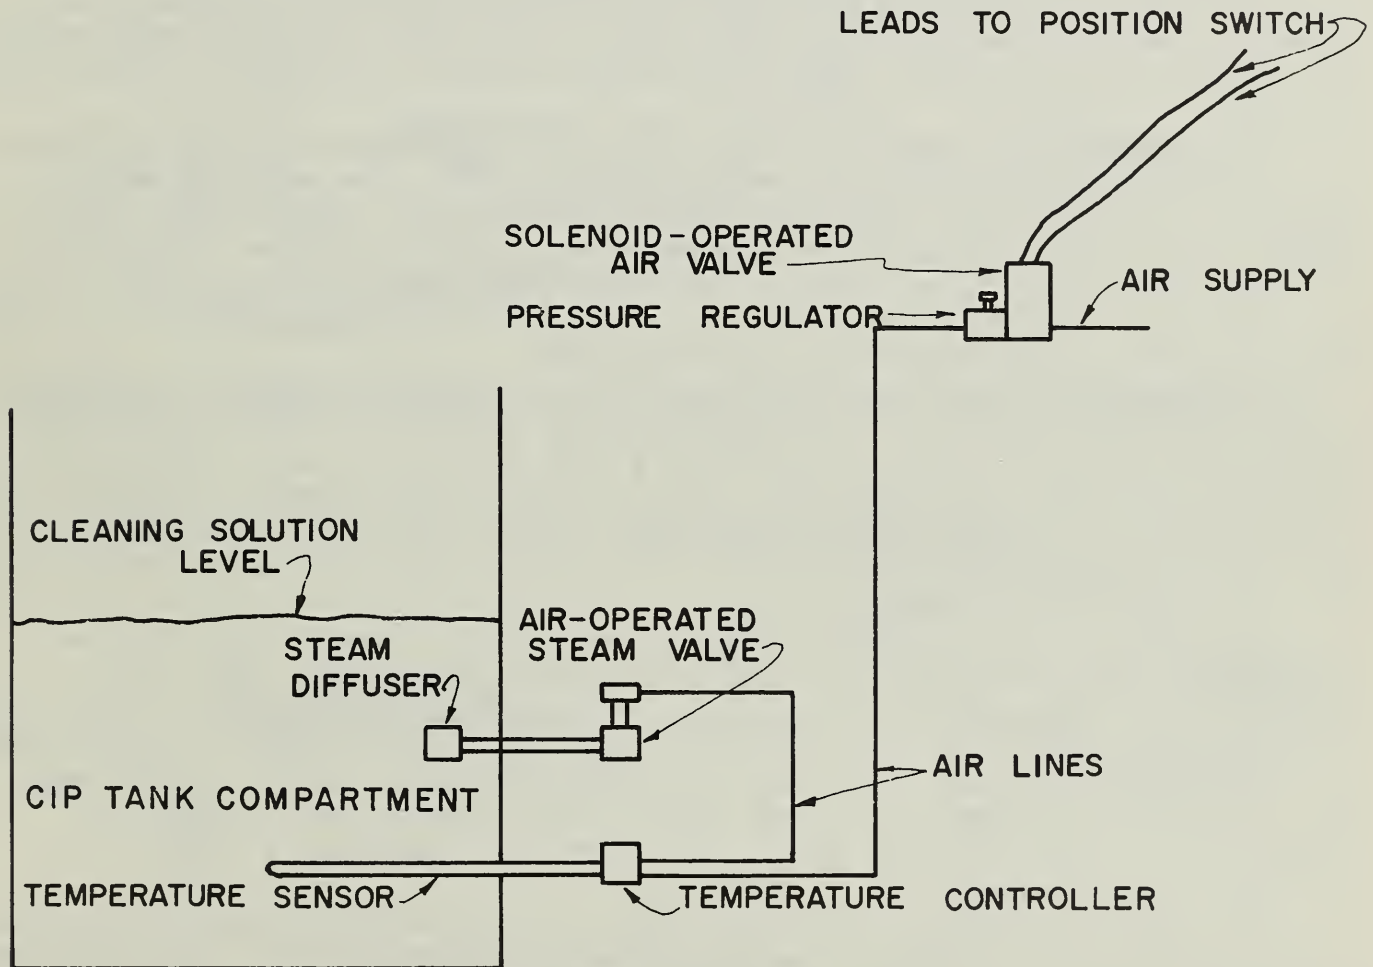 LEADS TO POSITION SWITCH
SOLENOID-OPERATED
AIR VALVE
AIR SUPPLY
PRESSURE REGULATOR
CLEANING SOLUTION
LEVEL
AIR-OPERATED
STEAM VALVE
STEAM
DIFFUSER
AIR LINES
CIP TANK COMPARTMENT
TEMPERATURE SENSOR
TEMPERATURE CONTROLLER